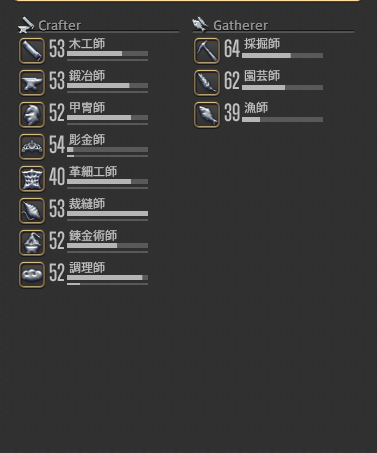 Crafter
53 木工師
53 鍛冶師
52 甲冑師
54 彫金師
40 革細工師
53 裁縫師
52 錬金術師
52 調理師
Gatherer
64 採掘師
62 園芸師
39 漁師